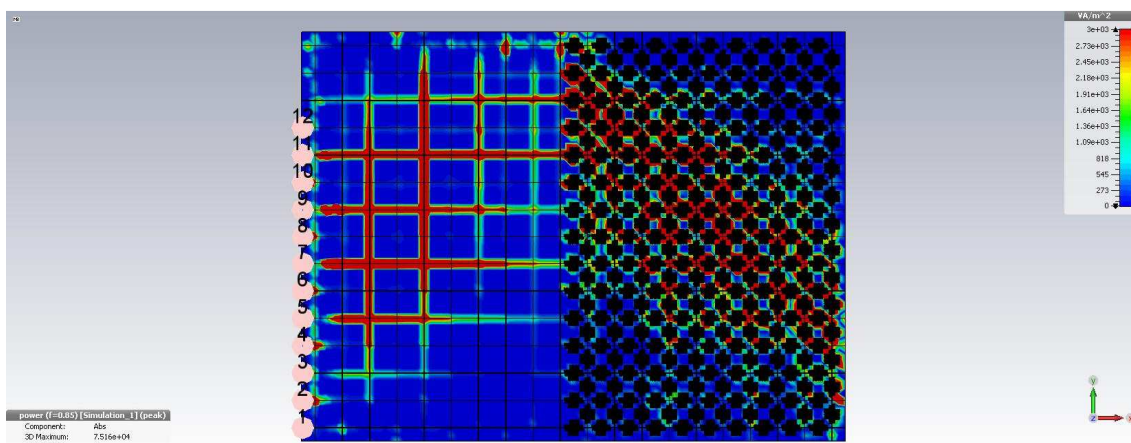 VA/m^2
3e+03
2.73e+03
2.45e+03
2.18e+03
1.91e+03
1.64e+03
1.36e+03
1.09e+03
818
545
273
0
12
11
10
9
8
7
6
5
4
3
2
1
y
z
x
power (f=0.85) [Simulation_1] (peak)
Component: Abs
3D Maximum: 7.516e+04